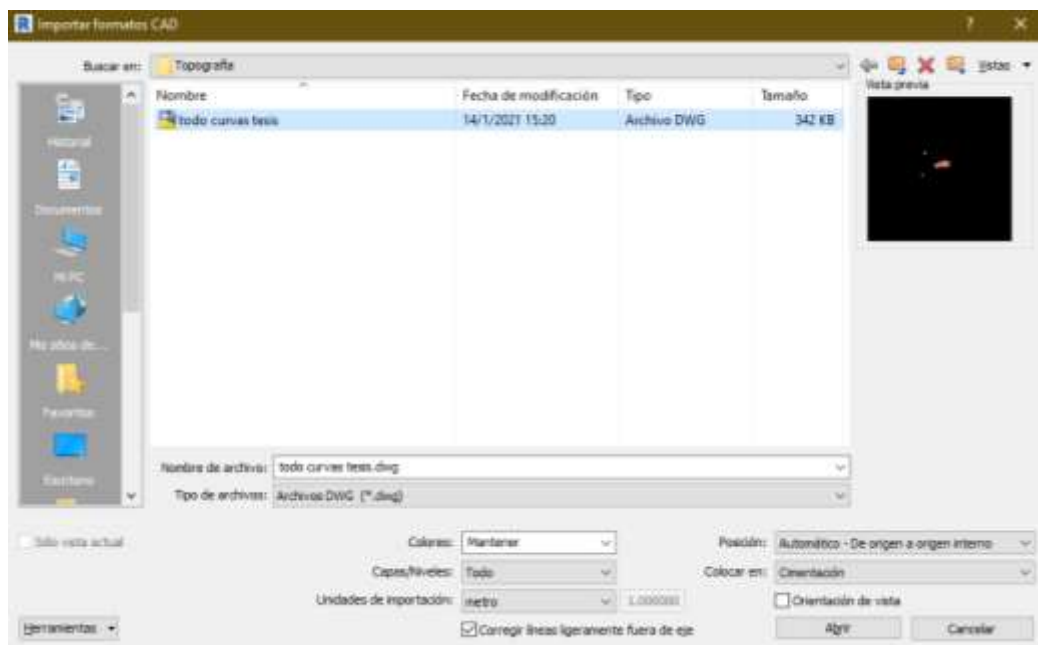 Importar formatos CAD
Buscar en: Topografia
Vistas
Nombre Fecha de modificación Tipo Tamaño
Vista previa
todo curvas tesis 14/1/2021 15:20 Archivo DWG 342 KB
Historial
Documentos
Mi PC
Mis sitios de...
Favoritos
Escritorio
Nombre de archivo: todo curvas tesis.dwg
Tipo de archivos: Archivos DWG (*.dwg)
Sólo vista actual
Colores: Mantener
Posición: Automático - De origen a origen interno
Capas/Niveles: Todo
Colocar en: Cimentación
Unidades de importación: metro 1.000000
Orientación de vista
Herramientas
Corregir líneas ligeramente fuera de eje
Abrir
Cancelar